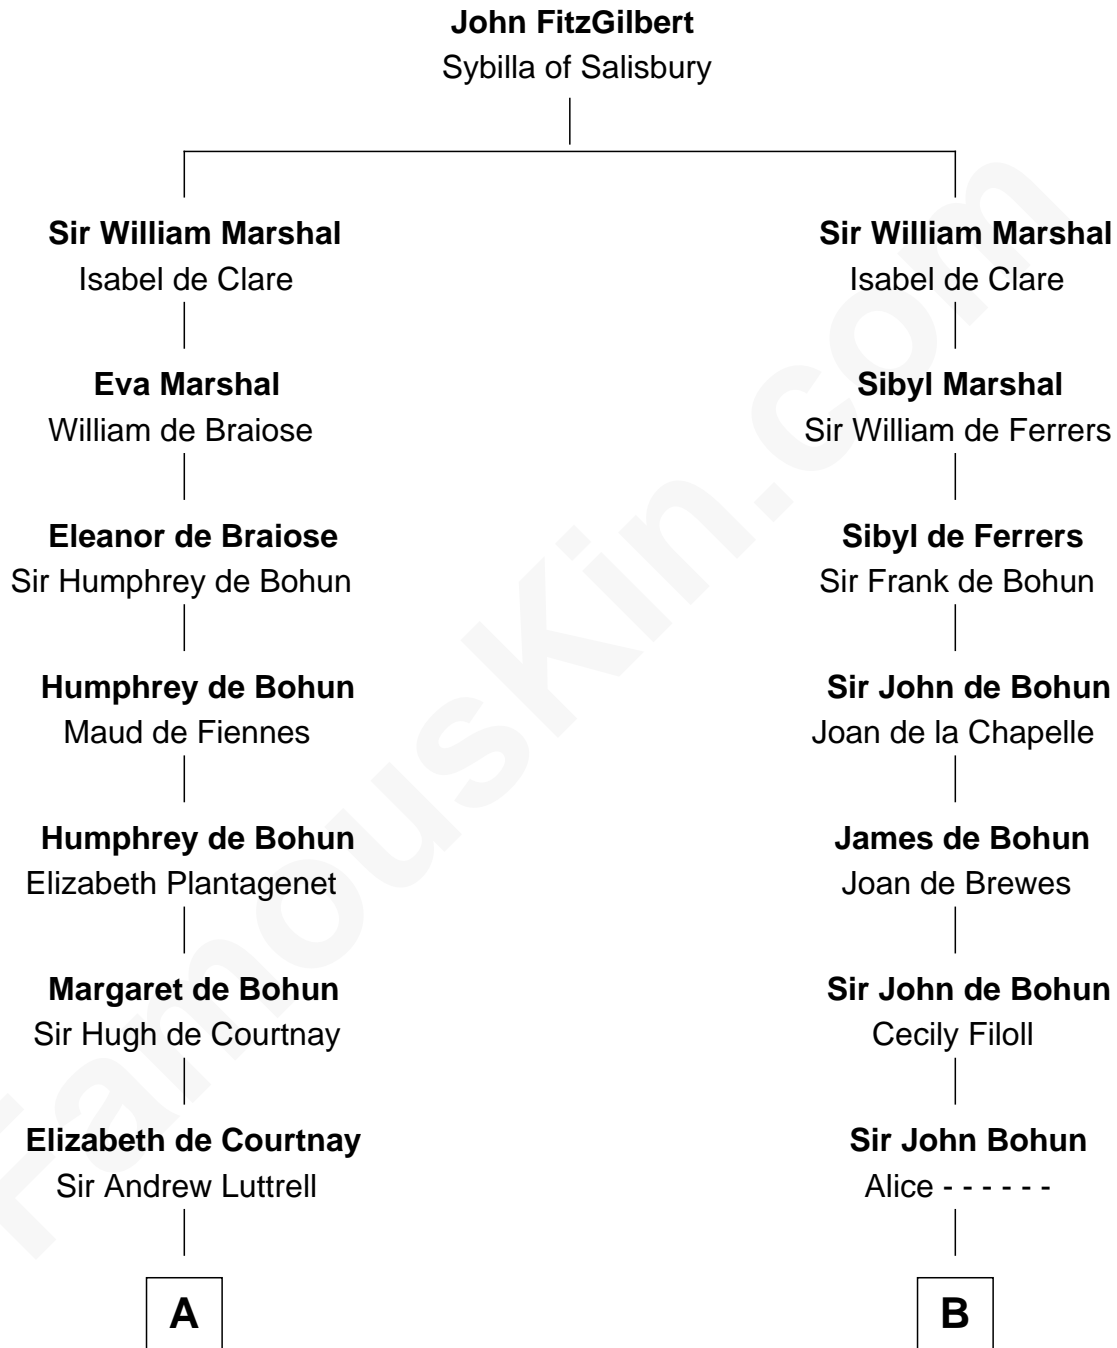 John FitzGilbert
Sybilla of Salisbury
Sir William Marshal
Isabel de Clare
Eva Marshal
William de Braiose
Eleanor de Braiose
Sir Humphrey de Bohun
Humphrey de Bohun
Maud de Fiennes
Humphrey de Bohun
Elizabeth Plantagenet
Margaret de Bohun
Sir Hugh de Courtnay
Elizabeth de Courtnay
Sir Andrew Luttrell
A
Sir William Marshal
Isabel de Clare
Sibyl Marshal
Sir William de Ferrers
Sibyl de Ferrers
Sir Frank de Bohun
Sir John de Bohun
Joan de la Chapelle
James de Bohun
Joan de Brewes
Sir John de Bohun
Cecily Filoll
Sir John Bohun
Alice - - - - - -
B
FamousKin.com